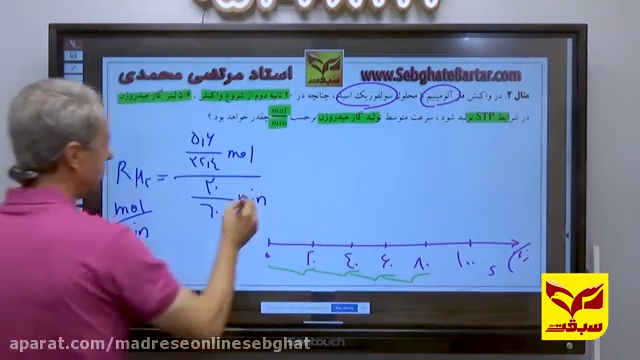 استاد مرتضی محمدی
www.SebghateBartar.com
مثال ۲. در واکنش فلز آلومینیم با محلول سولفوریک اسید، چنانچه در ۲۰ ثانیه دوم از شروع واکنش، ۵/۶ لیتر گاز هیدروژن
در شرایط STP تولید شود، سرعت متوسط تولید گاز هیدروژن برحسب mol/min چقدر خواهد بود؟
۵,۶
۲۲,۴ mol
R H₂ =
۲۰
۶۰ min
mol
min
۰ ۲۰ ۴۰ ۶۰ ۸۰ ۱۰۰ s
سبقت
aparat.com/madreseonlinesebghat